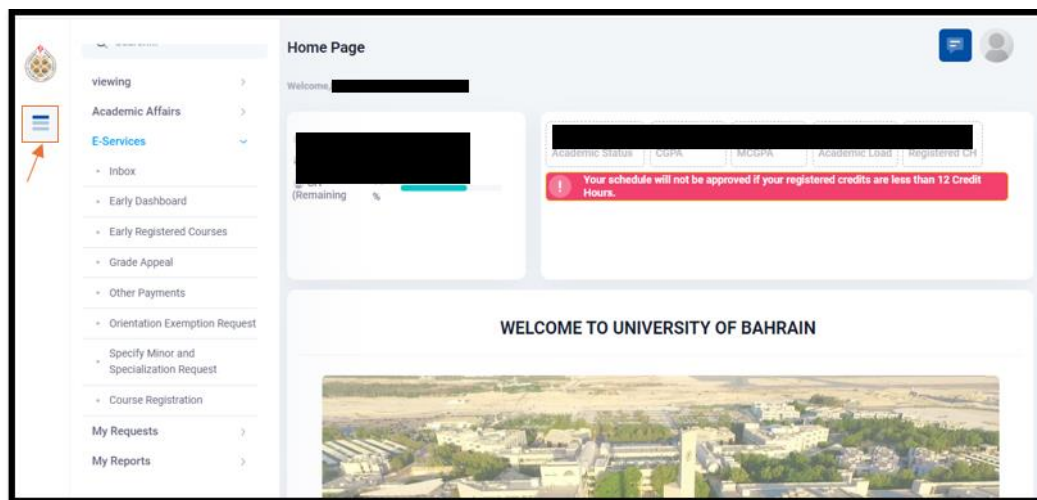 Home Page
Welcome,
viewing
Academic Affairs
E-Services
Inbox
Early Dashboard
Early Registered Courses
Grade Appeal
Other Payments
Orientation Exemption Request
Specify Minor and
Specialization Request
Course Registration
My Requests
My Reports
(Remaining %
Academic Status CGPA MCGPA Academic Load Registered CH
Your schedule will not be approved if your registered credits are less than 12 Credit
Hours.
WELCOME TO UNIVERSITY OF BAHRAIN